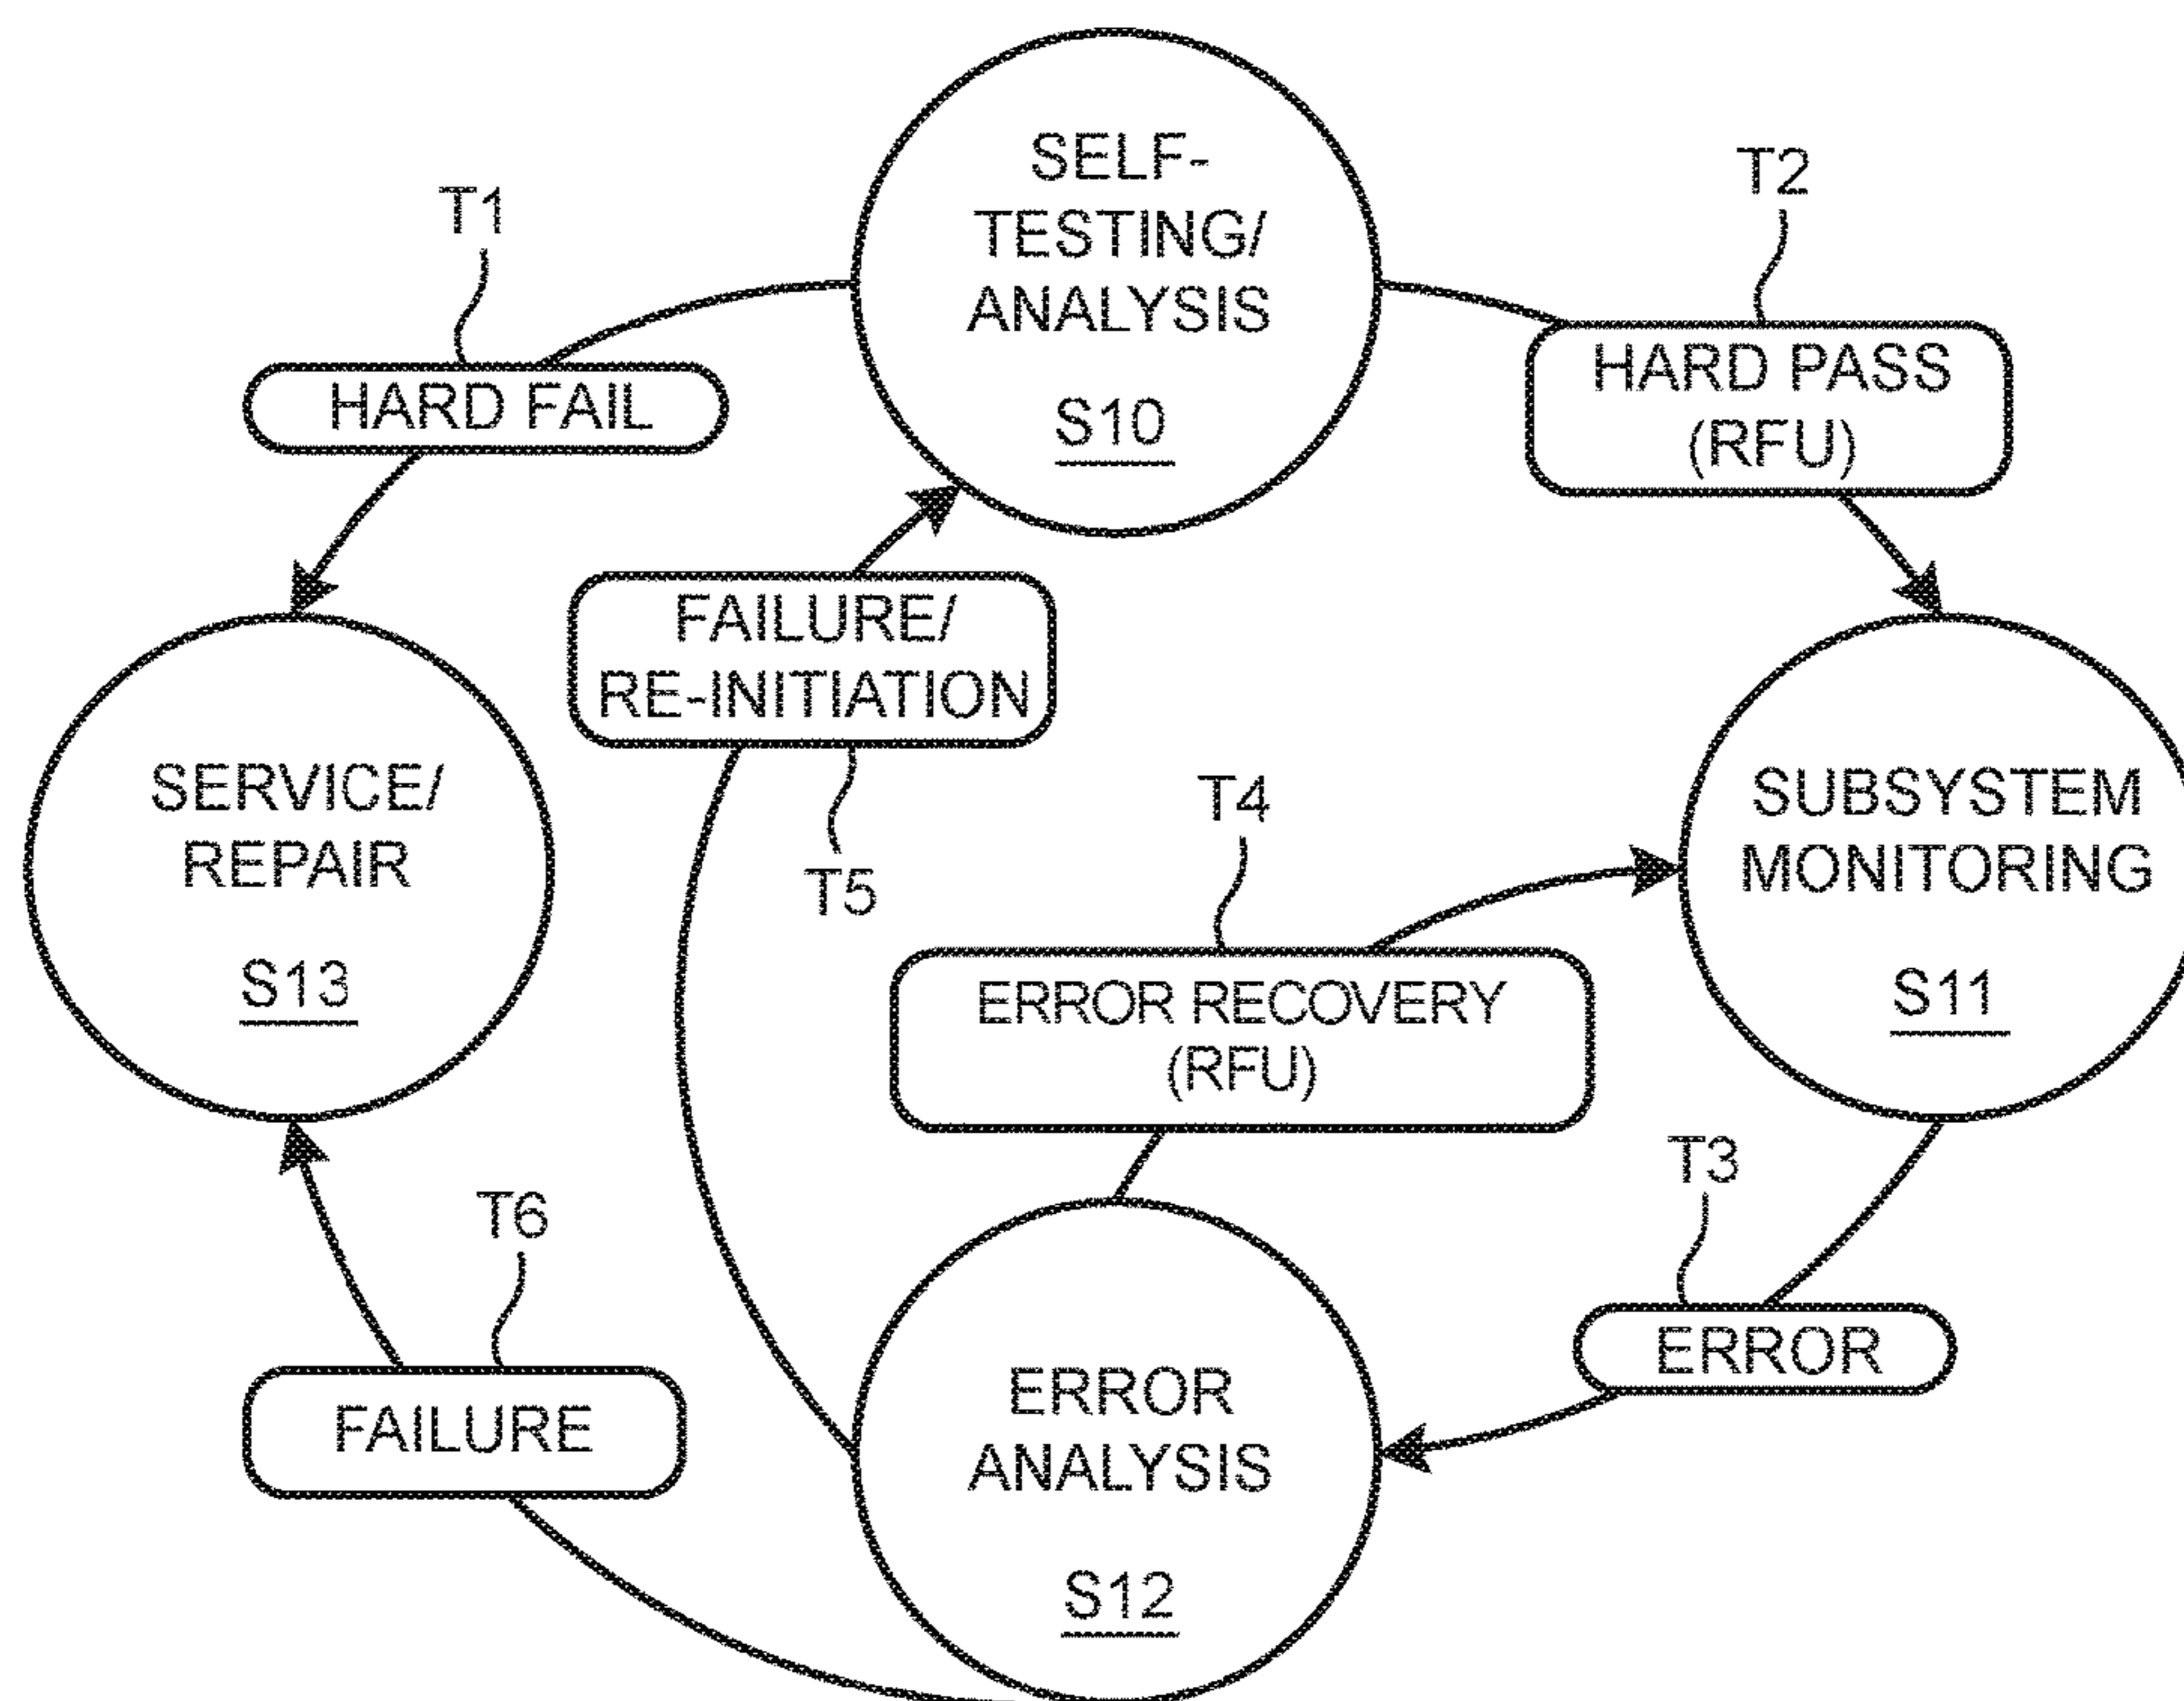 SELF-
TESTING/
ANALYSIS
S10
T1
T2
HARD FAIL
HARD PASS
(RFU)
FAILURE/
RE-INITIATION
T5
SERVICE/
REPAIR
S13
T4
SUBSYSTEM
MONITORING
S11
ERROR RECOVERY
(RFU)
T3
T6
ERROR
FAILURE
ERROR
ANALYSIS
S12